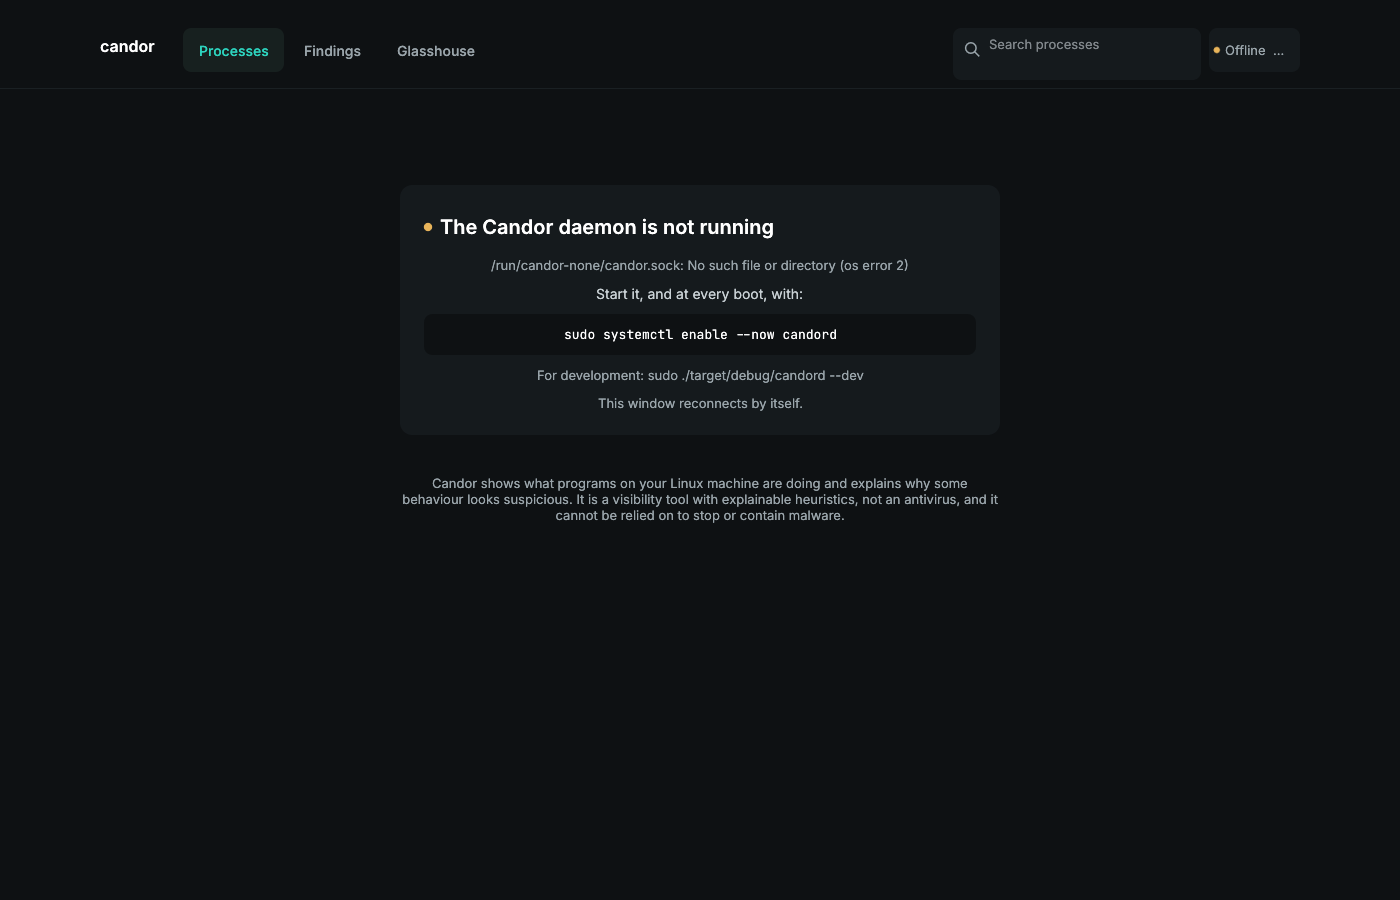 candor
Processes
Findings
Glasshouse
Search processes
Offline ...
The Candor daemon is not running
/run/candor-none/candor.sock: No such file or directory (os error 2)
Start it, and at every boot, with:
sudo systemctl enable --now candord
For development: sudo ./target/debug/candord --dev
This window reconnects by itself.
Candor shows what programs on your Linux machine are doing and explains why some
behaviour looks suspicious. It is a visibility tool with explainable heuristics, not an antivirus, and it
cannot be relied on to stop or contain malware.